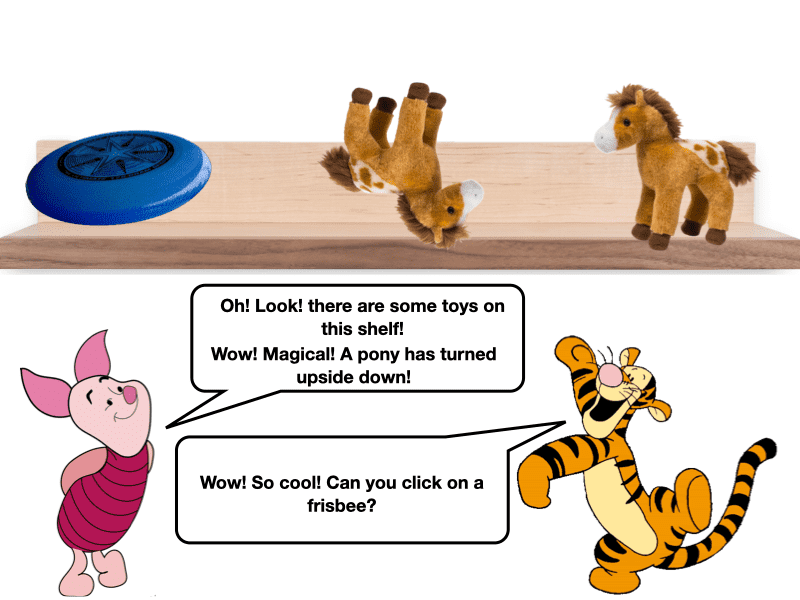 Oh! Look! there are some toys on
this shelf!
Wow! Magical! A pony has turned
upside down!
Wow! So cool! Can you click on a
frisbee?